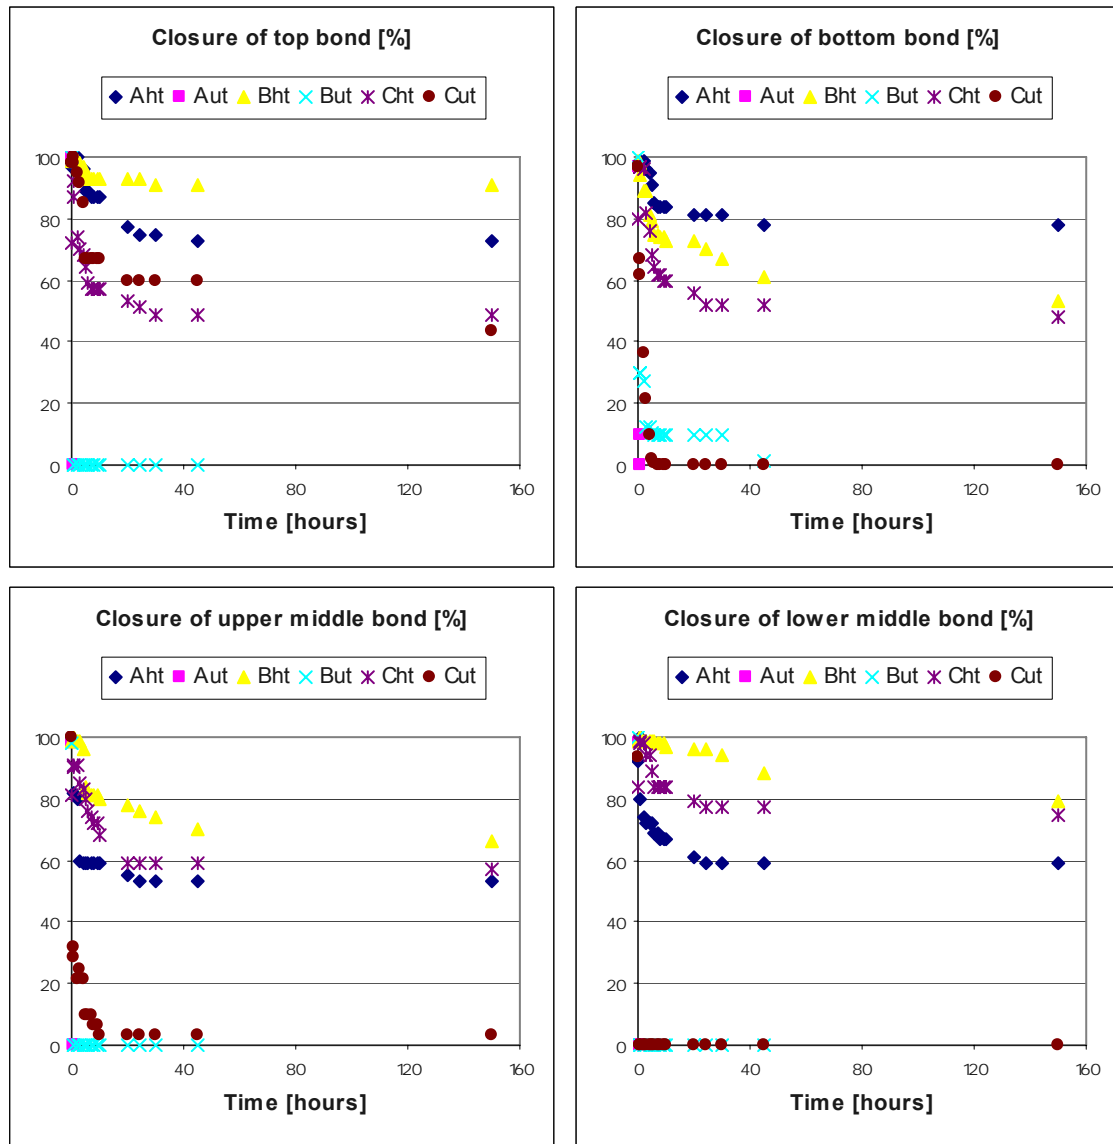 Closure of top bond [%]
Aht Aut Bht But Cht Cut
100
80
60
40
20
0
0 40 80 120 160
Time [hours]
Closure of bottom bond [%]
Aht Aut Bht But Cht Cut
100
80
60
40
20
0
0 40 80 120 160
Time [hours]
Closure of upper middle bond [%]
Aht Aut Bht But Cht Cut
100
80
60
40
20
0
0 40 80 120 160
Time [hours]
Closure of lower middle bond [%]
Aht Aut Bht But Cht Cut
100
80
60
40
20
0
0 40 80 120 160
Time [hours]